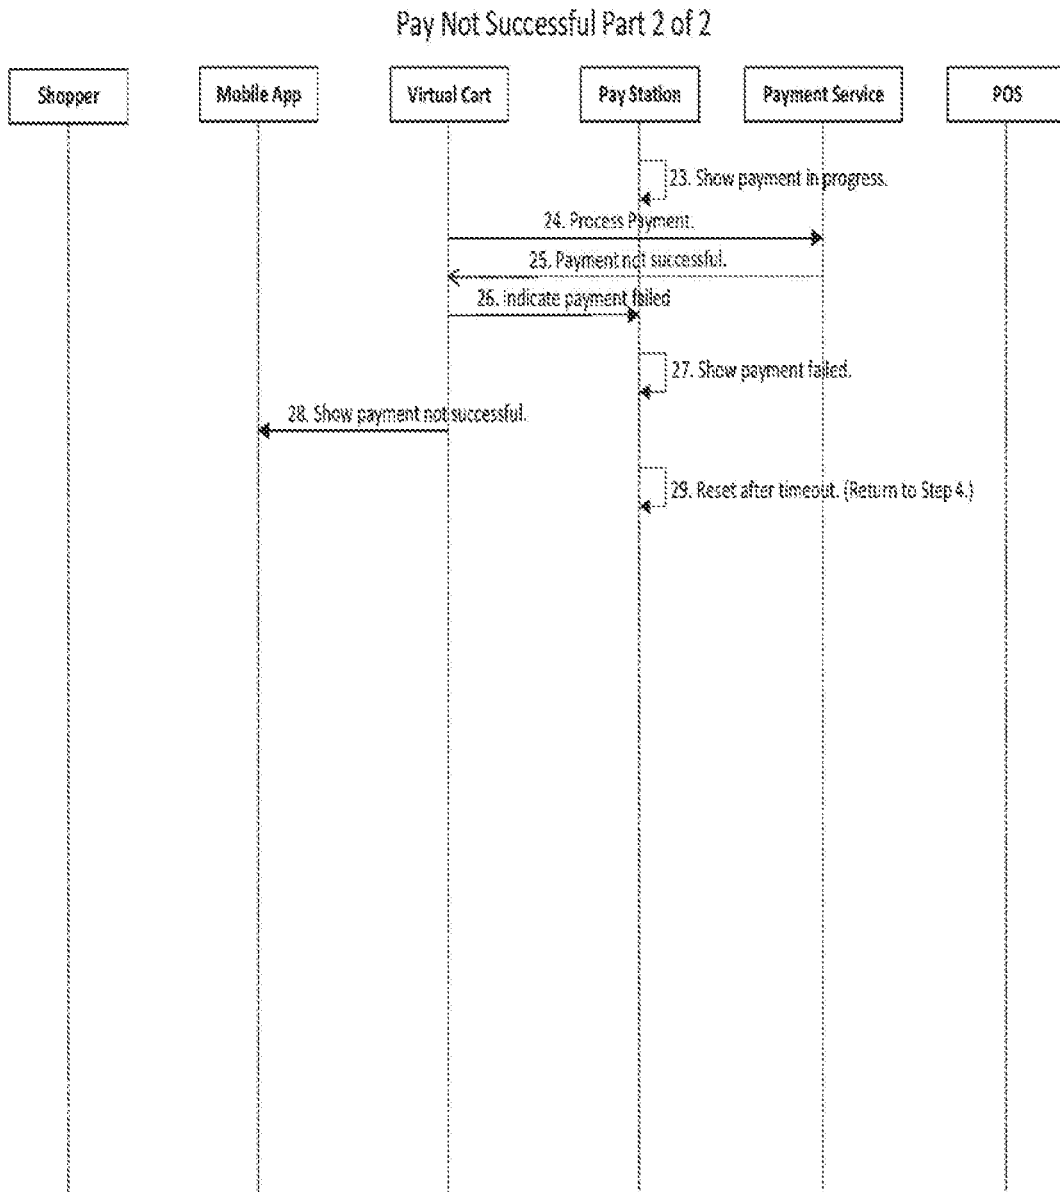 Pay Not Successful Part 2 of 2
Shopper
Mobile App
Virtual Cart
Pay Station
Payment Service
POS
23. Show payment in progress.
24. Process Payment.
25. Payment not successful.
26. Indicate payment failed
27. Show payment failed.
28. Show payment not successful.
29. Reset after timeout. (Return to Step 4.)